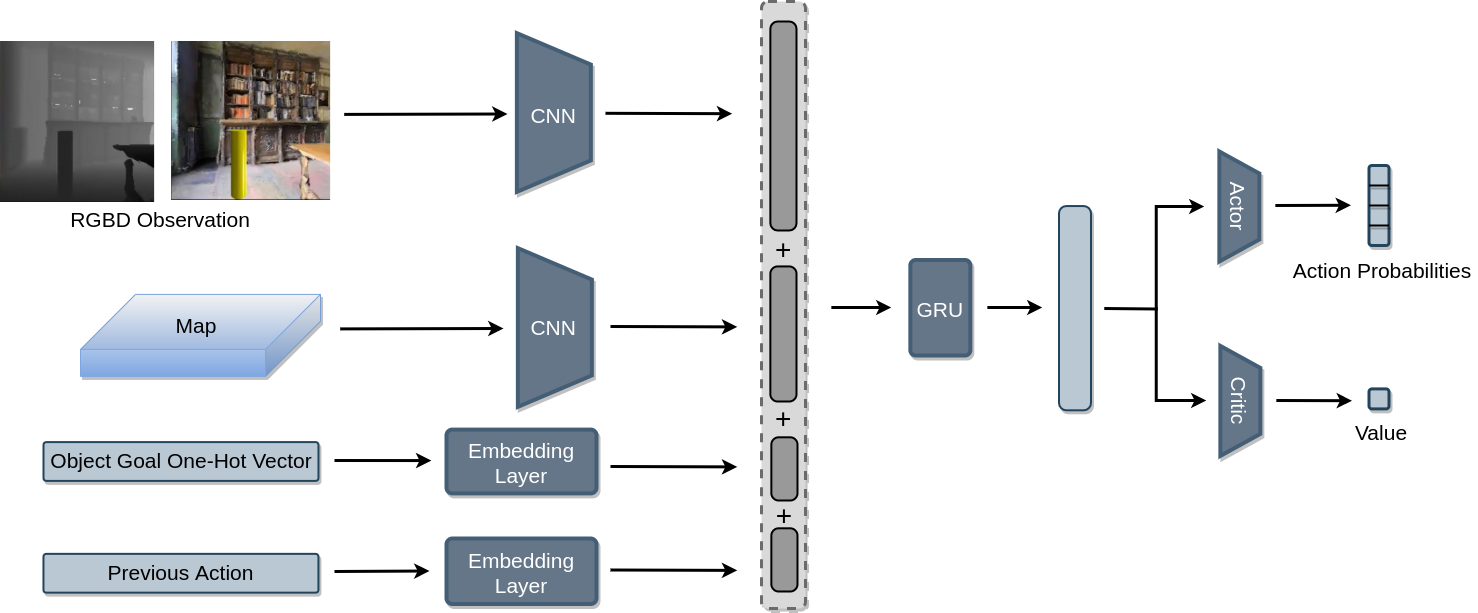 RGBD Observation
CNN
Map
CNN
Object Goal One-Hot Vector
Embedding
Layer
Previous Action
Embedding
Layer
+
+
+
GRU
Actor
Action Probabilities
Critic
Value